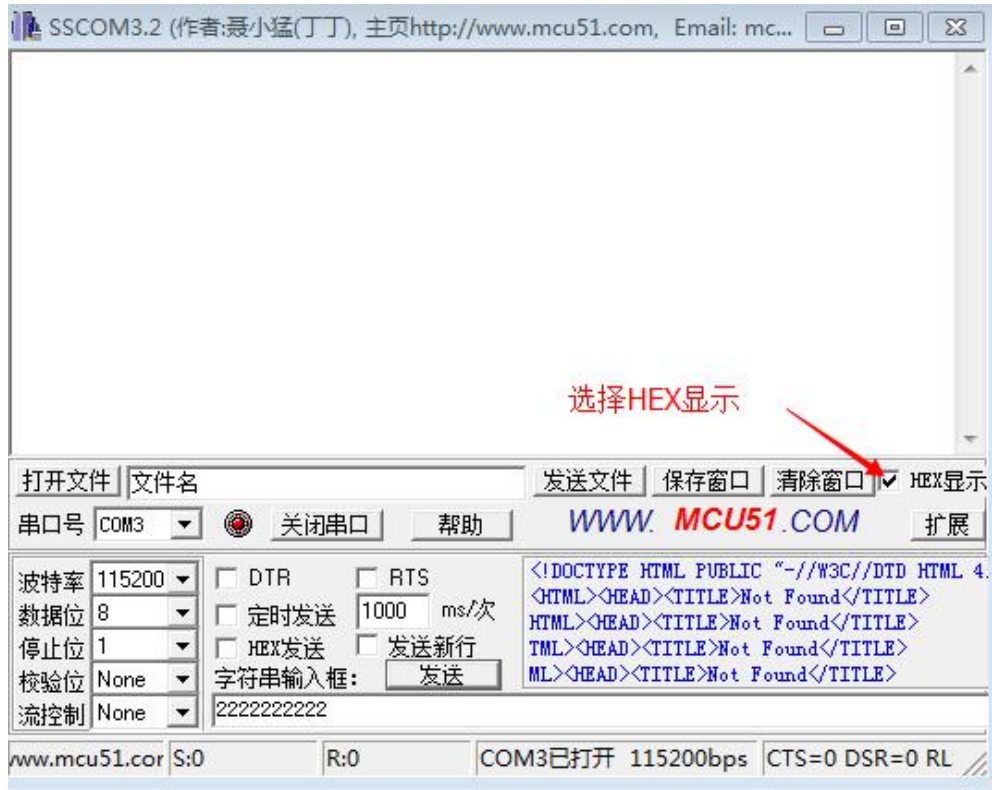 SSCOM3.2 (作者:聂小猛(丁丁), 主页http://www.mcu51.com, Email: mc...
选择HEX显示
打开文件 文件名 发送文件 保存窗口 清除窗口 HEX显示
串口号 COM3 关闭串口 帮助 WWW. MCU51.COM 扩展
波特率 115200 DTR RTS <!DOCTYPE HTML PUBLIC "-//W3C//DTD HTML 4.
数据位 8 定时发送 1000 ms/次 <HTML><HEAD><TITLE>Not Found</TITLE>
HTML><HEAD><TITLE>Not Found</TITLE>
停止位 1 HEX发送 发送新行 TML><HEAD><TITLE>Not Found</TITLE>
校验位 None 字符串输入框: 发送 ML><HEAD><TITLE>Not Found</TITLE>
流控制 None 2222222222
www.mcu51.cor S:0 R:0 COM3已打开 115200bps CTS=0 DSR=0 RL